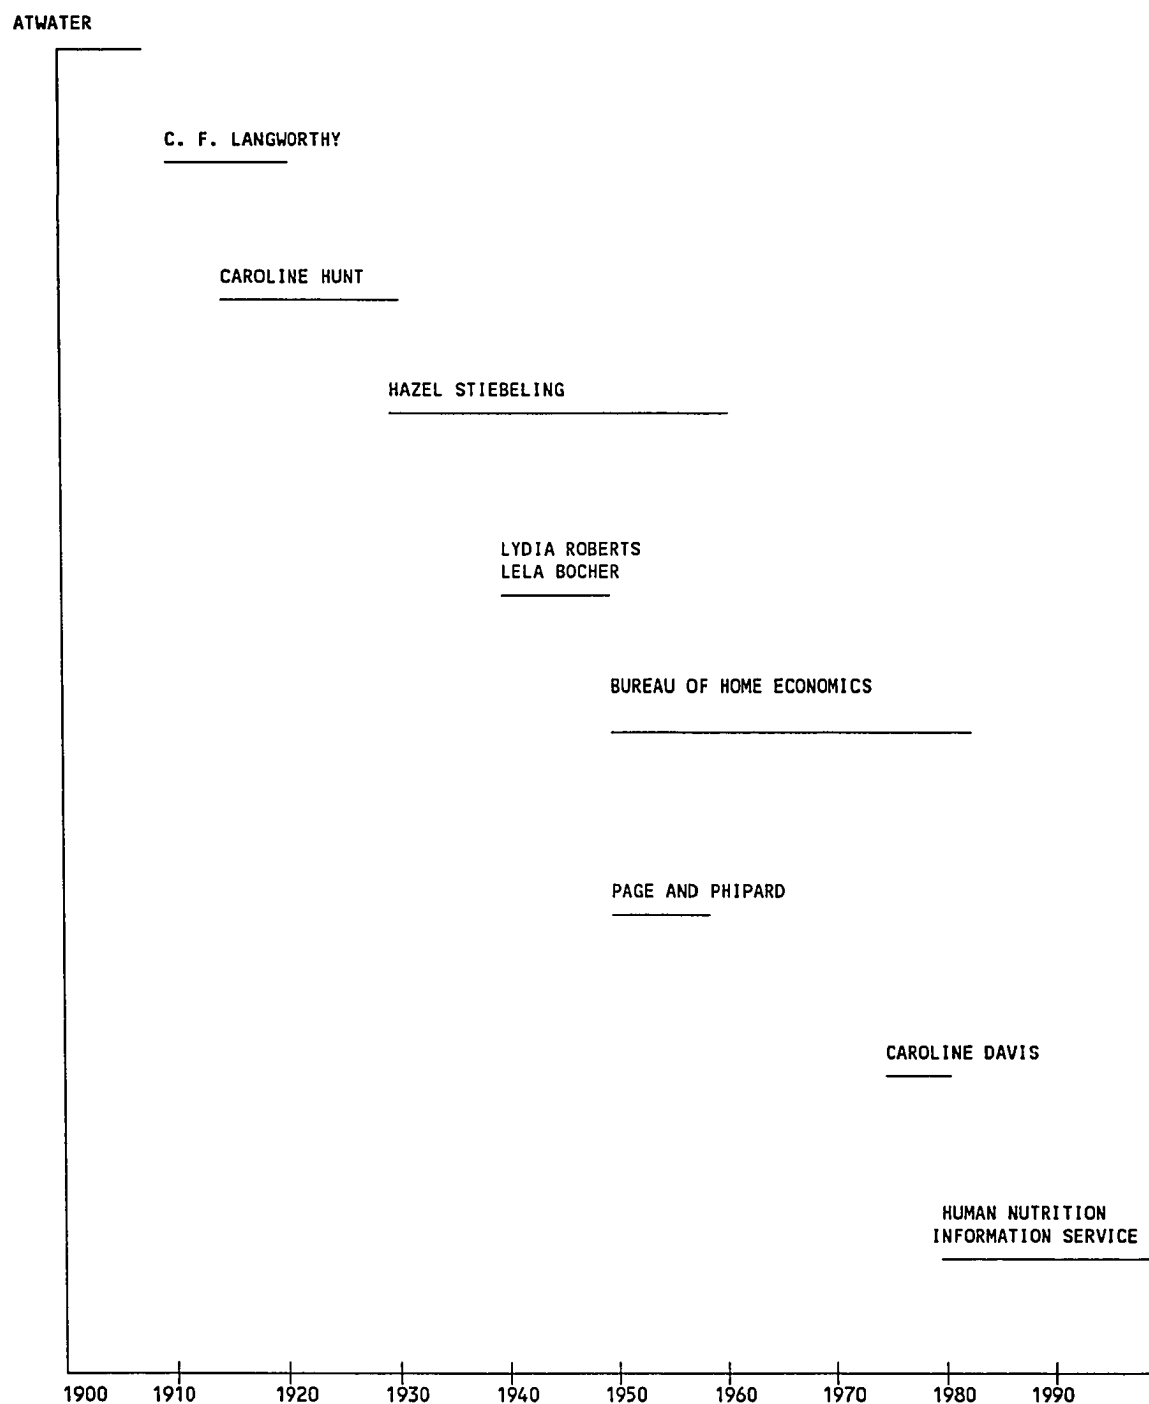 ATWATER
C. F. LANGWORTHY
CAROLINE HUNT
HAZEL STIEBELING
LYDIA ROBERTS
LELA BOCHER
BUREAU OF HOME ECONOMICS
PAGE AND PHIPARD
CAROLINE DAVIS
HUMAN NUTRITION
INFORMATION SERVICE
1900 1910 1920 1930 1940 1950 1960 1970 1980 1990